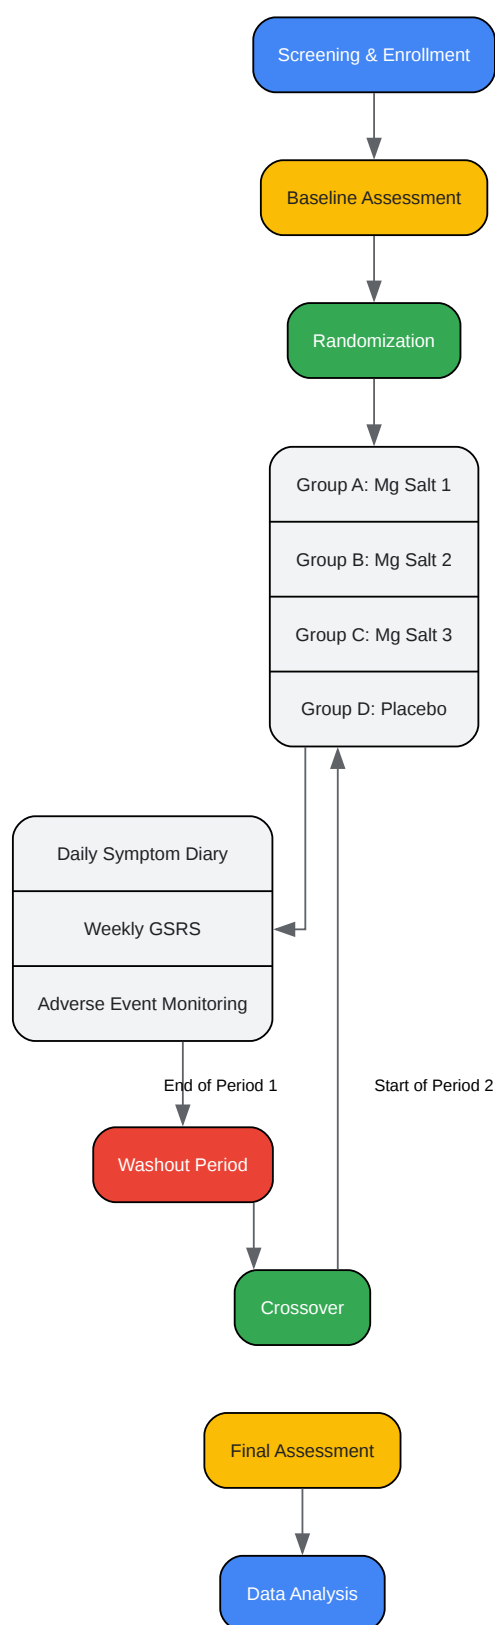 Screening & Enrollment
Baseline Assessment
Randomization
Group A: Mg Salt 1
Group B: Mg Salt 2
Group C: Mg Salt 3
Group D: Placebo
Daily Symptom Diary
Weekly GSRS
Adverse Event Monitoring
End of Period 1
Start of Period 2
Washout Period
Crossover
Final Assessment
Data Analysis